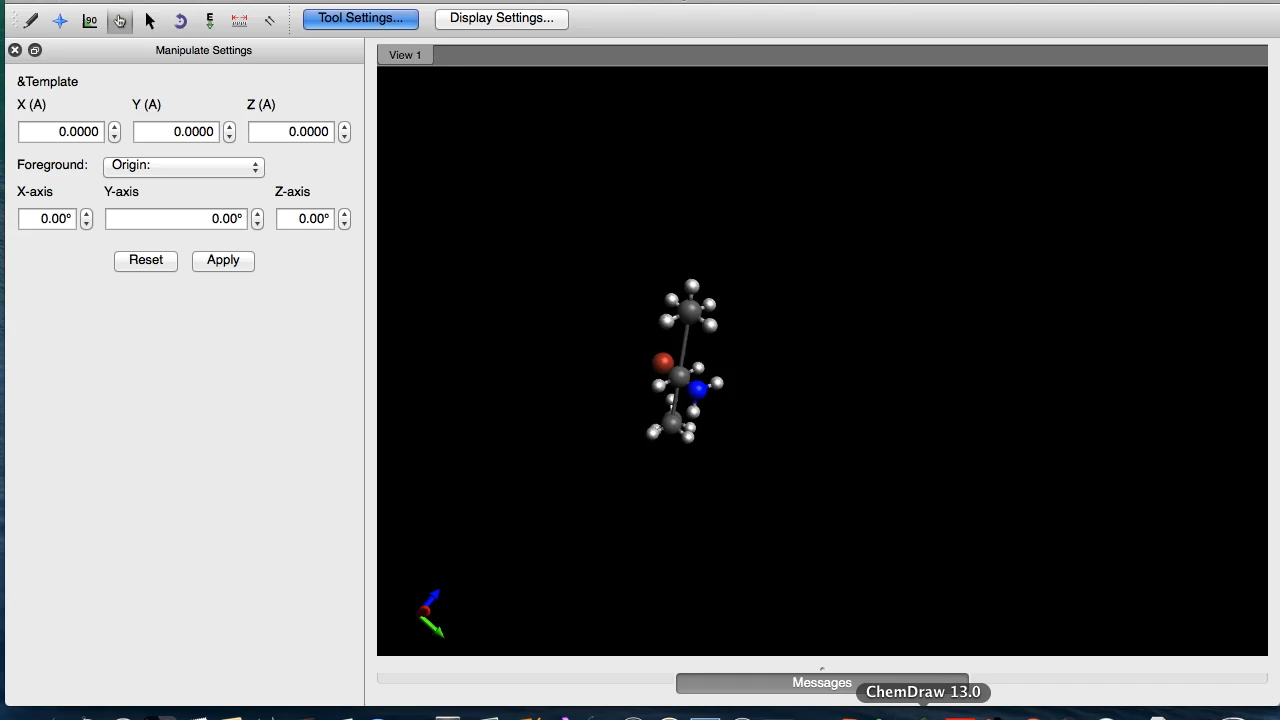 90 E Tool Settings... Display Settings...
Manipulate Settings
View 1
&Template
X (A) Y (A) Z (A)
0.0000 0.0000 0.0000
Foreground: Origin:
X-axis Y-axis Z-axis
0.00° 0.00° 0.00°
Reset Apply
Messages
ChemDraw 13.0